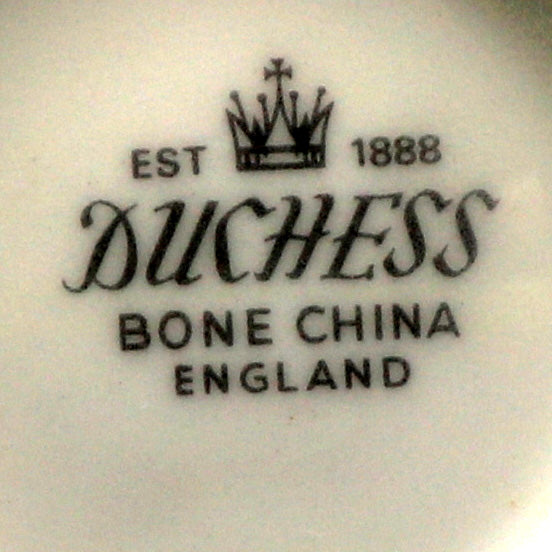 EST 1888
DUCHESS
BONE CHINA
ENGLAND